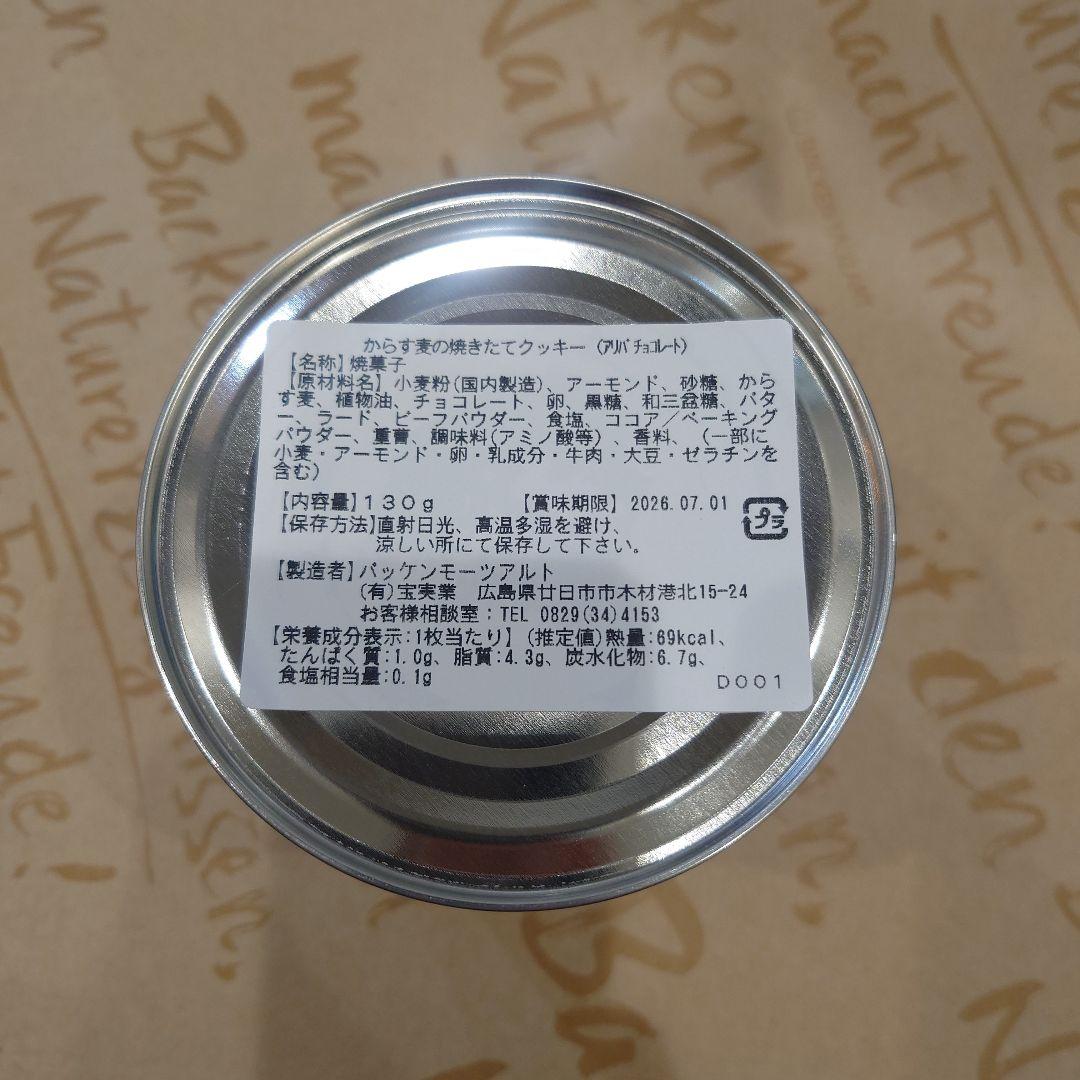 からす麦の焼きたてクッキー（ｱﾘﾊﾞ ﾁｮｺﾚｰﾄ）
【名称】焼菓子
【原材料名】小麦粉(国内製造)、アーモンド、砂糖、から
す麦、植物油、チョコレート、卵、黒糖、和三盆糖、バタ
ー、ラード、ビーフパウダー、食塩、ココア／ベーキング
パウダー、重曹、調味料(アミノ酸等)、香料、（一部に
小麦・アーモンド・卵・乳成分・牛肉・大豆・ゼラチンを
含む）
【内容量】１３０ｇ 【賞味期限】2026.07.01
プラ
【保存方法】直射日光、高温多湿を避け、
涼しい所にて保存して下さい。
【製造者】バッケンモーツアルト
(有)宝実業 広島県廿日市市木材港北15-24
お客様相談室：TEL 0829(34)4153
【栄養成分表示:1枚当たり】(推定値)熱量:69kcal、
たんぱく質:1.0g、脂質:4.3g、炭水化物:6.7g、
食塩相当量:0.1g
D001
Backen
macht Freude!
Naturerzeugnissen,
mit den